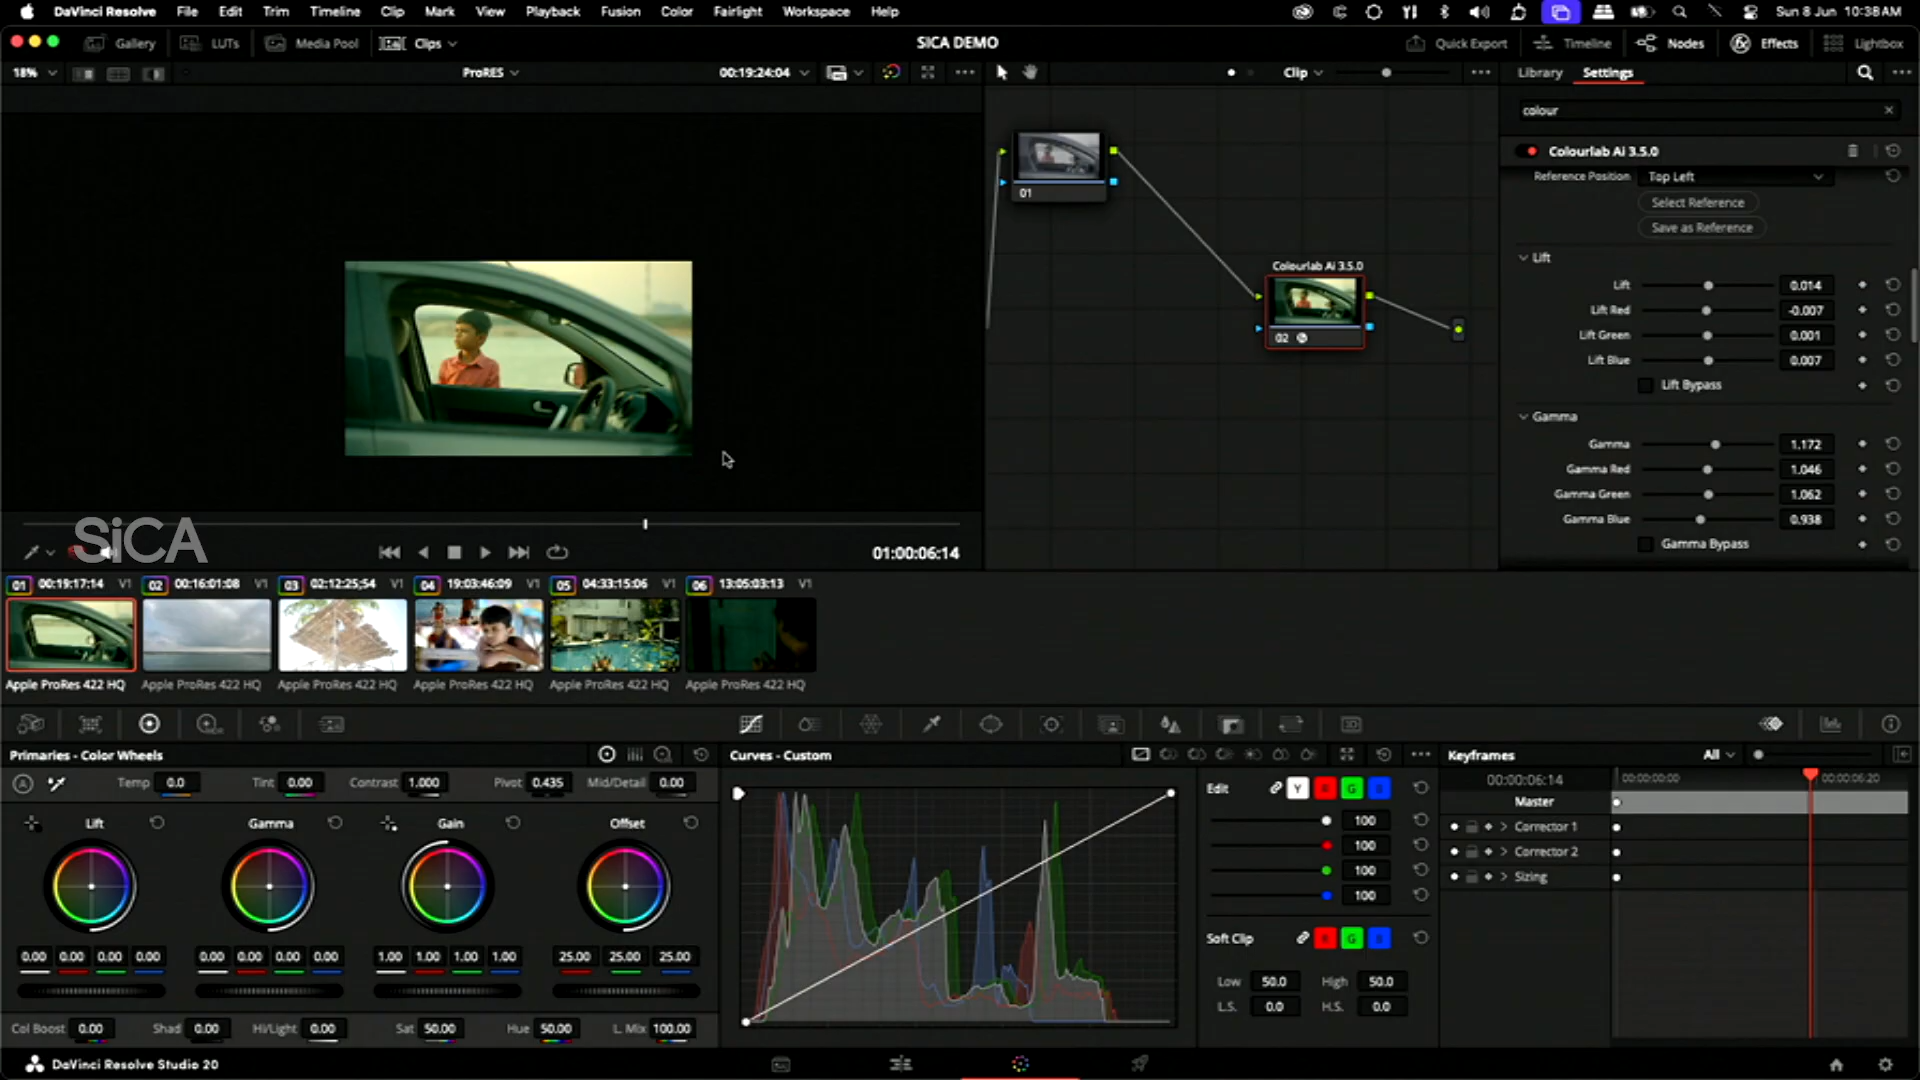 DaVinci Resolve File Edit Trim Timeline Clip Mark View Playback Fusion Color Fairlight Workspace Help Sun 8 Jun 10:38 AM
Gallery LUTs Media Pool Clips SICA DEMO Quick Export Timeline Nodes Effects Lightbox
18% ProRES 00:19:24:04 Clip Library Settings
colour
Colourlab Ai 3.5.0
Reference Position Top Left
Select Reference
Save as Reference
01
Colourlab Ai 3.5.0
02
Lift
Lift 0.014
Lift Red -0.007
Lift Green 0.001
Lift Blue 0.007
Lift Bypass
Gamma
Gamma 1.172
Gamma Red 1.046
Gamma Green 1.062
Gamma Blue 0.938
Gamma Bypass
SiCA
01:00:06:14
01 00:19:17:14 V1 02 00:16:01:08 V1 03 02:12:25;54 V1 04 19:03:46:09 V1 05 04:33:15:06 V1 06 13:05:03:13 V1
Apple ProRes 422 HQ Apple ProRes 422 HQ Apple ProRes 422 HQ Apple ProRes 422 HQ Apple ProRes 422 HQ Apple ProRes 422 HQ
Primaries - Color Wheels
Temp 0.0 Tint 0.00 Contrast 1.000 Pivot 0.435 Mid/Detail 0.00
Lift Gamma Gain Offset
0.00 0.00 0.00 0.00 0.00 0.00 0.00 0.00 1.00 1.00 1.00 1.00 25.00 25.00 25.00
Col Boost 0.00 Shad 0.00 Hi/Light 0.00 Sat 50.00 Hue 50.00 L. Mix 100.00
Curves - Custom
Edit Y R G B
100
100
100
100
Soft Clip R G B
Low 50.0 High 50.0
L.S. 0.0 H.S. 0.0
Keyframes All
00:00:06:14 00:00:00:00 00:00:06:20
Master
Corrector 1
Corrector 2
Sizing
DaVinci Resolve Studio 20